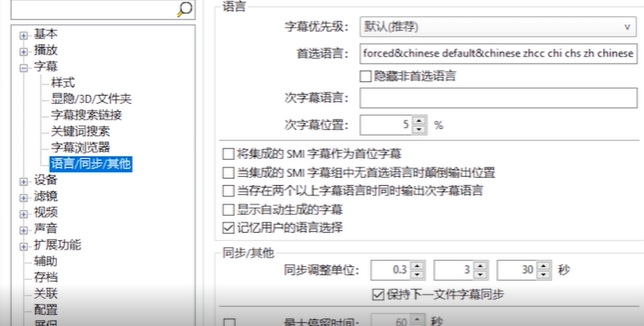 语言
基本
播放
字幕
样式
显隐/3D/文件夹
字幕搜索链接
关键词搜索
字幕浏览器
语言/同步/其他
设备
滤镜
视频
声音
扩展功能
辅助
存档
关联
配置
字幕优先级: 默认(推荐)
首选语言: forced&chinese default&chinese zhcc chi chs zh chinese
隐藏非首选语言
次字幕语言:
次字幕位置: 5 %
将集成的 SMI 字幕作为首位字幕
当集成的 SMI 字幕组中无首选语言时颠倒输出位置
当存在两个以上字幕语言时同时输出次字幕语言
显示自动生成的字幕
记忆用户的语言选择
同步/其他
同步调整单位: 0.3 3 30 秒
保持下一文件字幕同步
最大停留时间: 60 秒